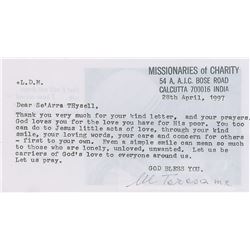 +L.D.M.
MISSIONARIES of CHARITY
54 A, A.J.C. BOSE ROAD
CALCUTTA 700016 INDIA
28th April, 1997
Dear Se'Arra THysell,
Thank you very much for your kind letter, and your prayers.
God loves you for the love you have for His poor. You too
can do to Jesus little acts of love, through your kind
smile, your loving words, your care and concern for others
- first to your own. Even a simple smile can mean so much
to those who are lonely, unloved, unwanted. Let us be
carriers of God's love to everyone around us.
Let us pray.
GOD BLESS YOU.
M Teresa mc